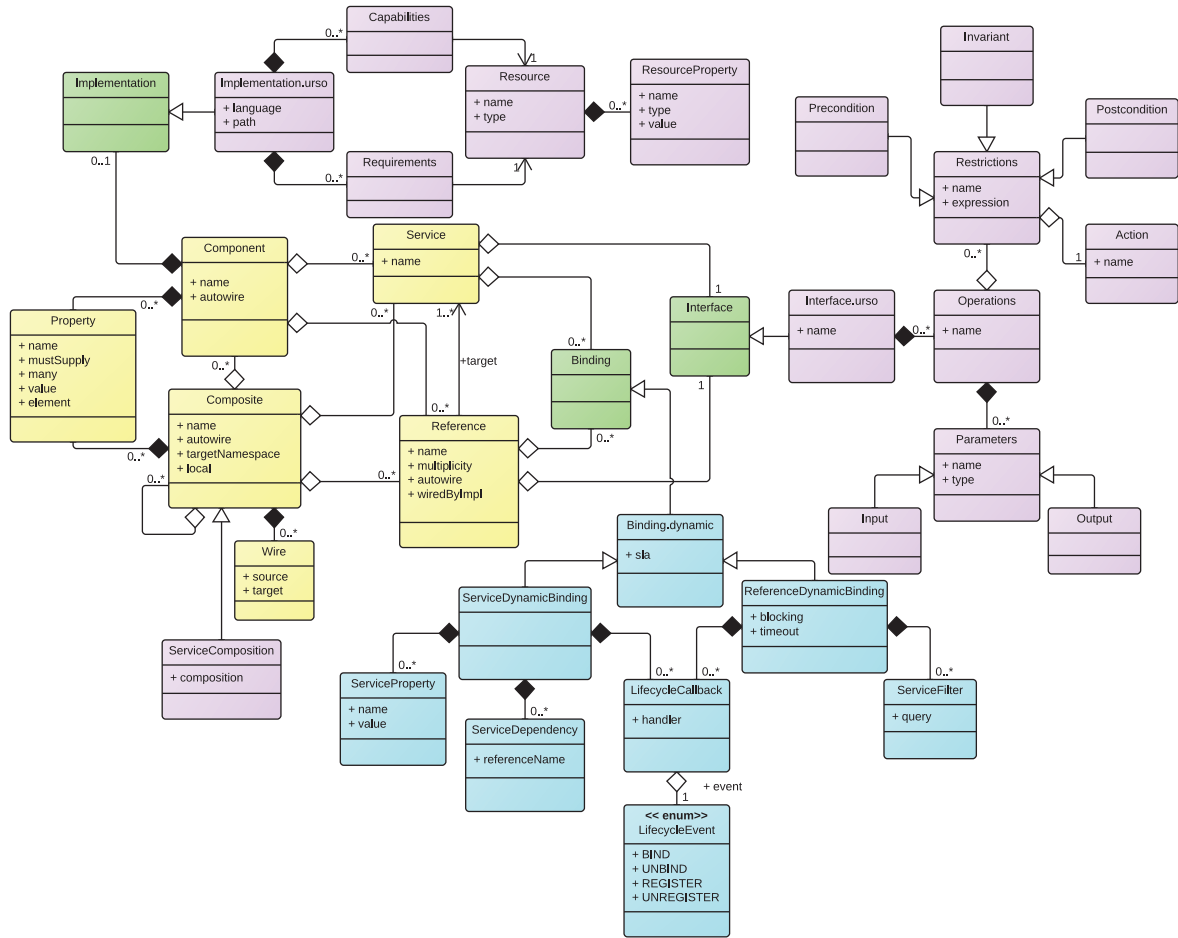 Capabilities
0..*
1
Implementation
0..1
Implementation.urso
+ language
+ path
Resource
+ name
+ type
0..*
ResourceProperty
+ name
+ type
+ value
Requirements
0..*
1
Invariant
Precondition
Postcondition
Restrictions
+ name
+ expression
0..*
1
Action
+ name
Component
+ name
+ autowire
0..*
Service
+ name
0..*
1..*
+target
0..*
Property
+ name
+ mustSupply
+ many
+ value
+ element
0..*
0..*
Interface
1
1
Interface.urso
+ name
0..*
Operations
+ name
Binding
0..*
0..*
Composite
+ name
+ autowire
+ targetNamespace
+ local
0..*
0..*
Reference
+ name
+ multiplicity
+ autowire
+ wiredByImpl
0..*
0..*
0..*
Parameters
+ name
+ type
Input
Output
Wire
+ source
+ target
0..*
Binding.dynamic
+ sla
ServiceComposition
+ composition
ServiceDynamicBinding
ReferenceDynamicBinding
+ blocking
+ timeout
0..*
ServiceProperty
+ name
+ value
0..*
ServiceDependency
+ referenceName
0..*
0..*
LifecycleCallback
+ handler
0..*
ServiceFilter
+ query
+ event
1
<< enum>>
LifecycleEvent
+ BIND
+ UNBIND
+ REGISTER
+ UNREGISTER